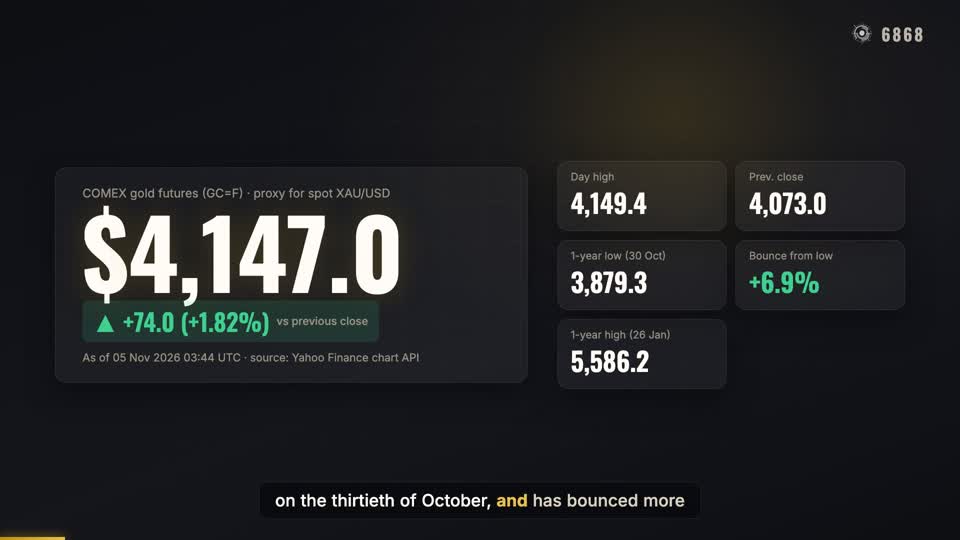 6868
COMEX gold futures (GC=F) · proxy for spot XAU/USD
$4,147.0
▲ +74.0 (+1.82%) vs previous close
As of 05 Nov 2026 03:44 UTC · source: Yahoo Finance chart API
Day high
4,149.4
Prev. close
4,073.0
1-year low (30 Oct)
3,879.3
Bounce from low
+6.9%
1-year high (26 Jan)
5,586.2
on the thirtieth of October, and has bounced more